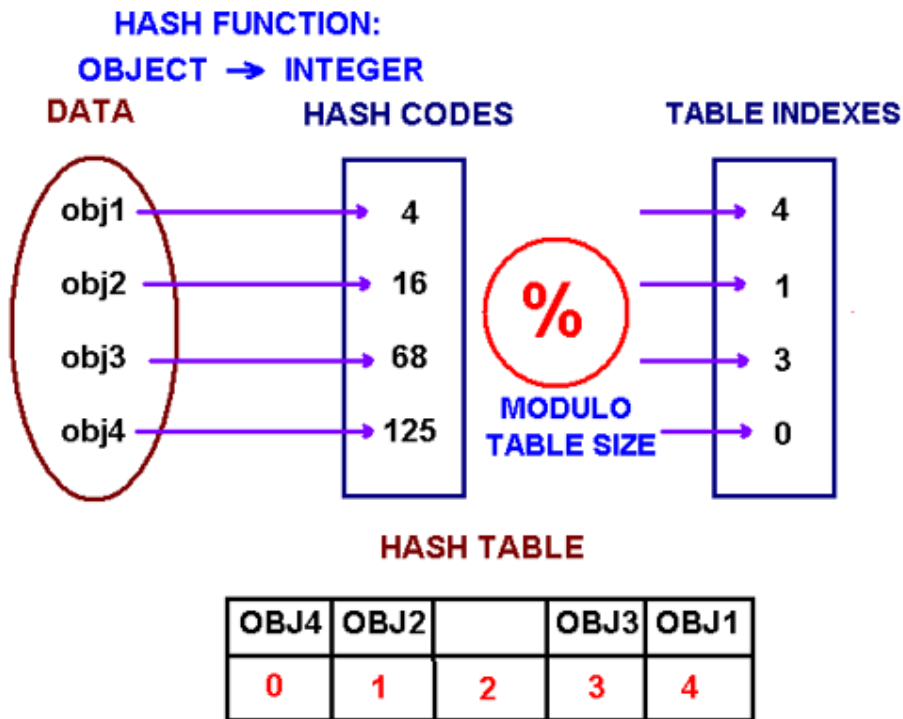 HASH FUNCTION:
OBJECT → INTEGER
DATA HASH CODES TABLE INDEXES
obj1 4 4
obj2 16 1
obj3 68 3
obj4 125 0
%
MODULO
TABLE SIZE
HASH TABLE
OBJ4 OBJ2 OBJ3 OBJ1
0 1 2 3 4